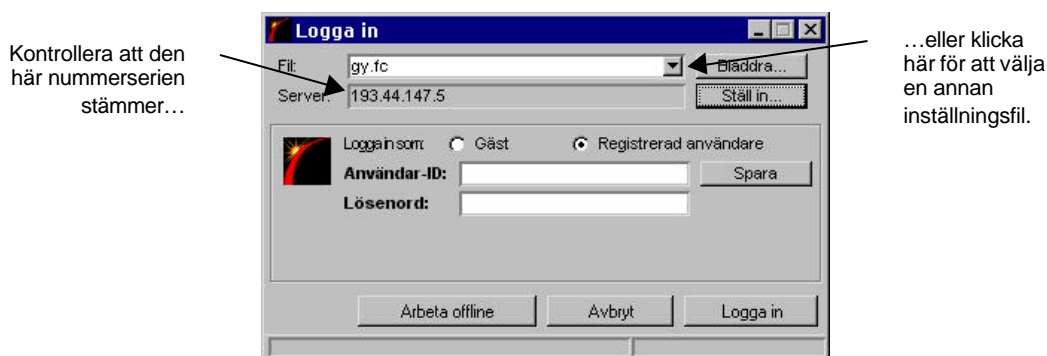 Logga in
Kontrollera att den
här nummerserien
stämmer…
…eller klicka
här för att välja
en annan
inställningsfil.
Fil: gy.fc Bläddra...
Server: 193.44.147.5 Ställ in...
Logga in som: Gäst Registrerad användare
Användar-ID: Spara
Lösenord:
Arbeta offline Avbryt Logga in